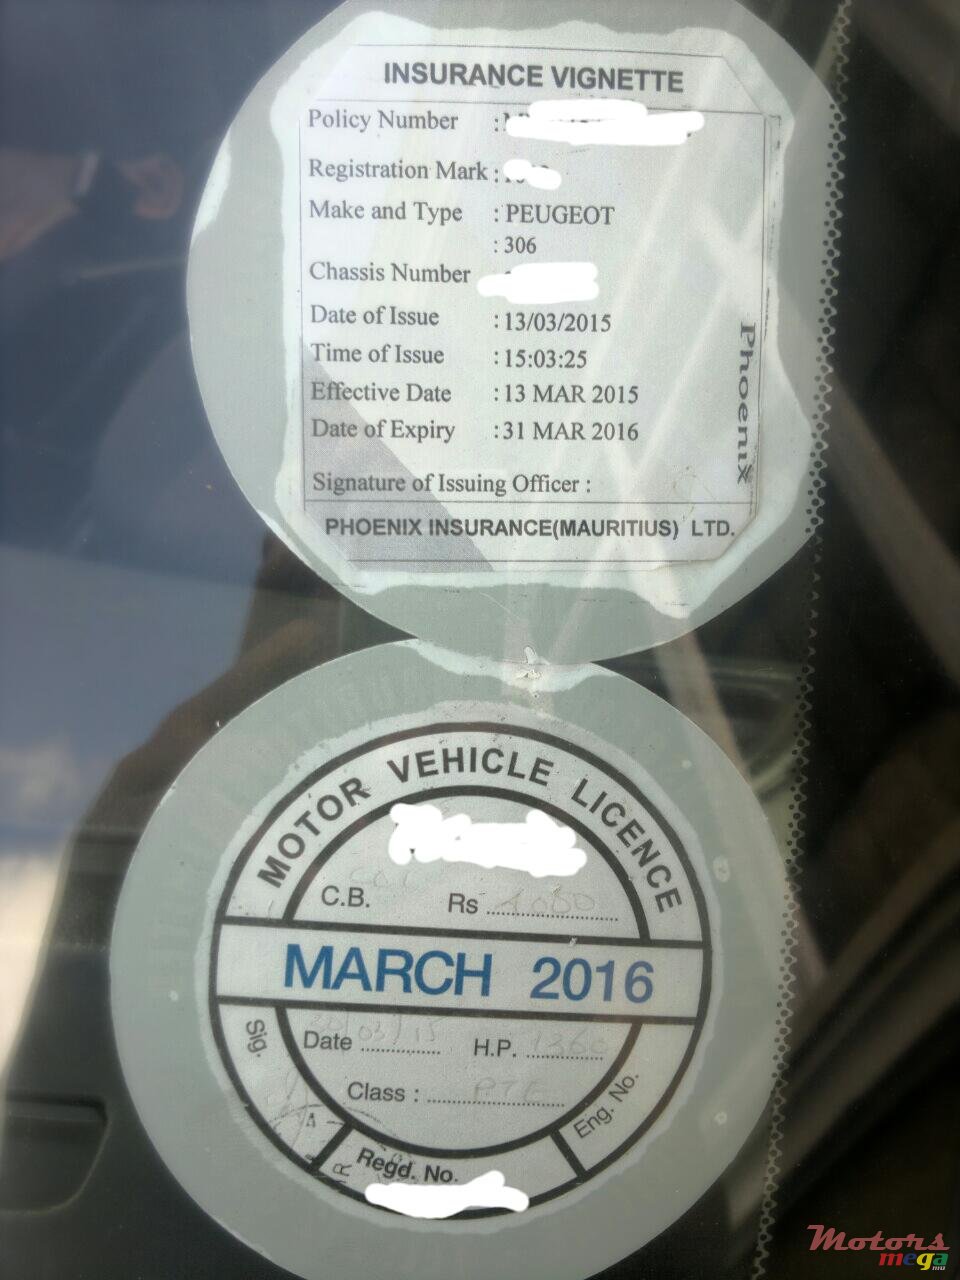 INSURANCE VIGNETTE
Policy Number :
Registration Mark :
Make and Type : PEUGEOT
: 306
Chassis Number
Date of Issue : 13/03/2015
Time of Issue : 15:03:25
Effective Date : 13 MAR 2015
Date of Expiry : 31 MAR 2016
Signature of Issuing Officer :
Phoenix
PHOENIX INSURANCE(MAURITIUS) LTD.
MOTOR VEHICLE LICENCE
C.B. Rs
MARCH 2016
Date H.P. 1360
Class : PTE
Sig.
Eng. No.
Regd. No.
Motors
mega
mu